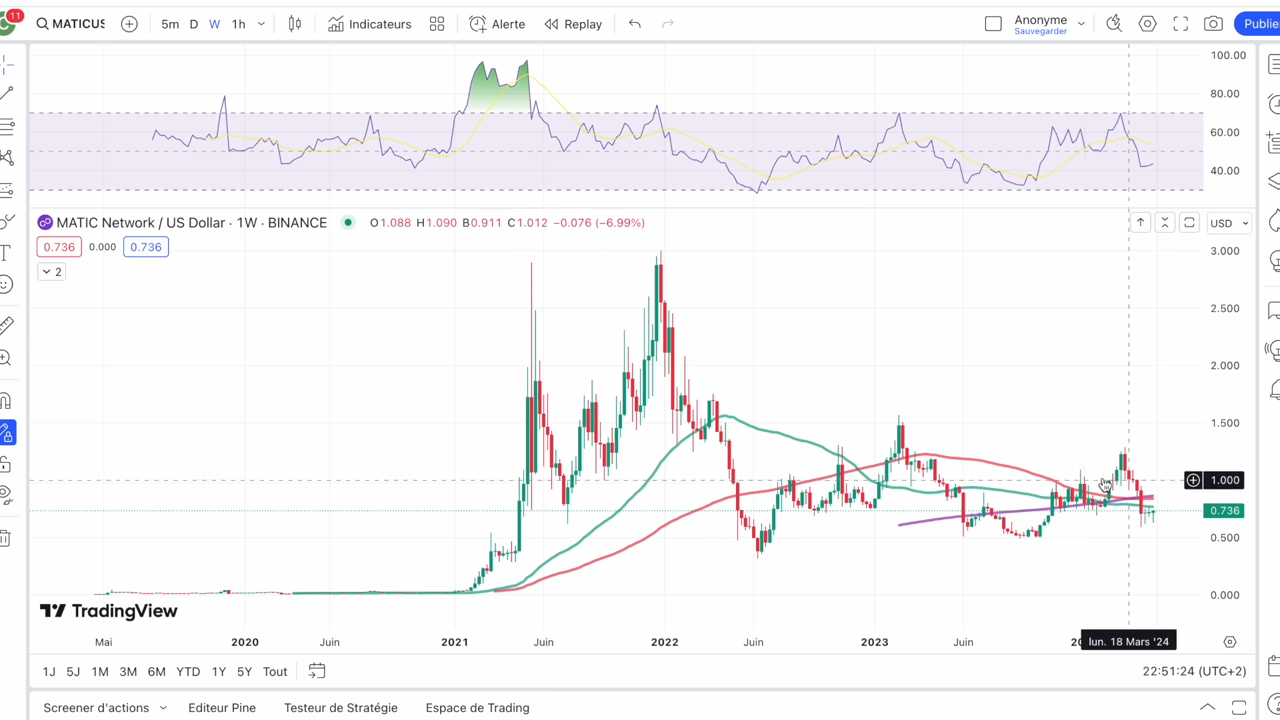 11
MATICUS 5m D W 1h Indicateurs Alerte Replay Anonyme Sauvegarder Publie
100.00
80.00
60.00
40.00
MATIC Network / US Dollar · 1W · BINANCE O1.088 H1.090 B0.911 C1.012 −0.076 (−6.99%) USD
0.736 0.000 0.736
2
3.000
2.500
2.000
1.500
1.000
0.736
0.500
0.000
TradingView
Mai 2020 Juin 2021 Juin 2022 Juin 2023 Juin lun. 18 Mars '24
1J 5J 1M 3M 6M YTD 1Y 5Y Tout 22:51:24 (UTC+2)
Screener d'actions Editeur Pine Testeur de Stratégie Espace de Trading